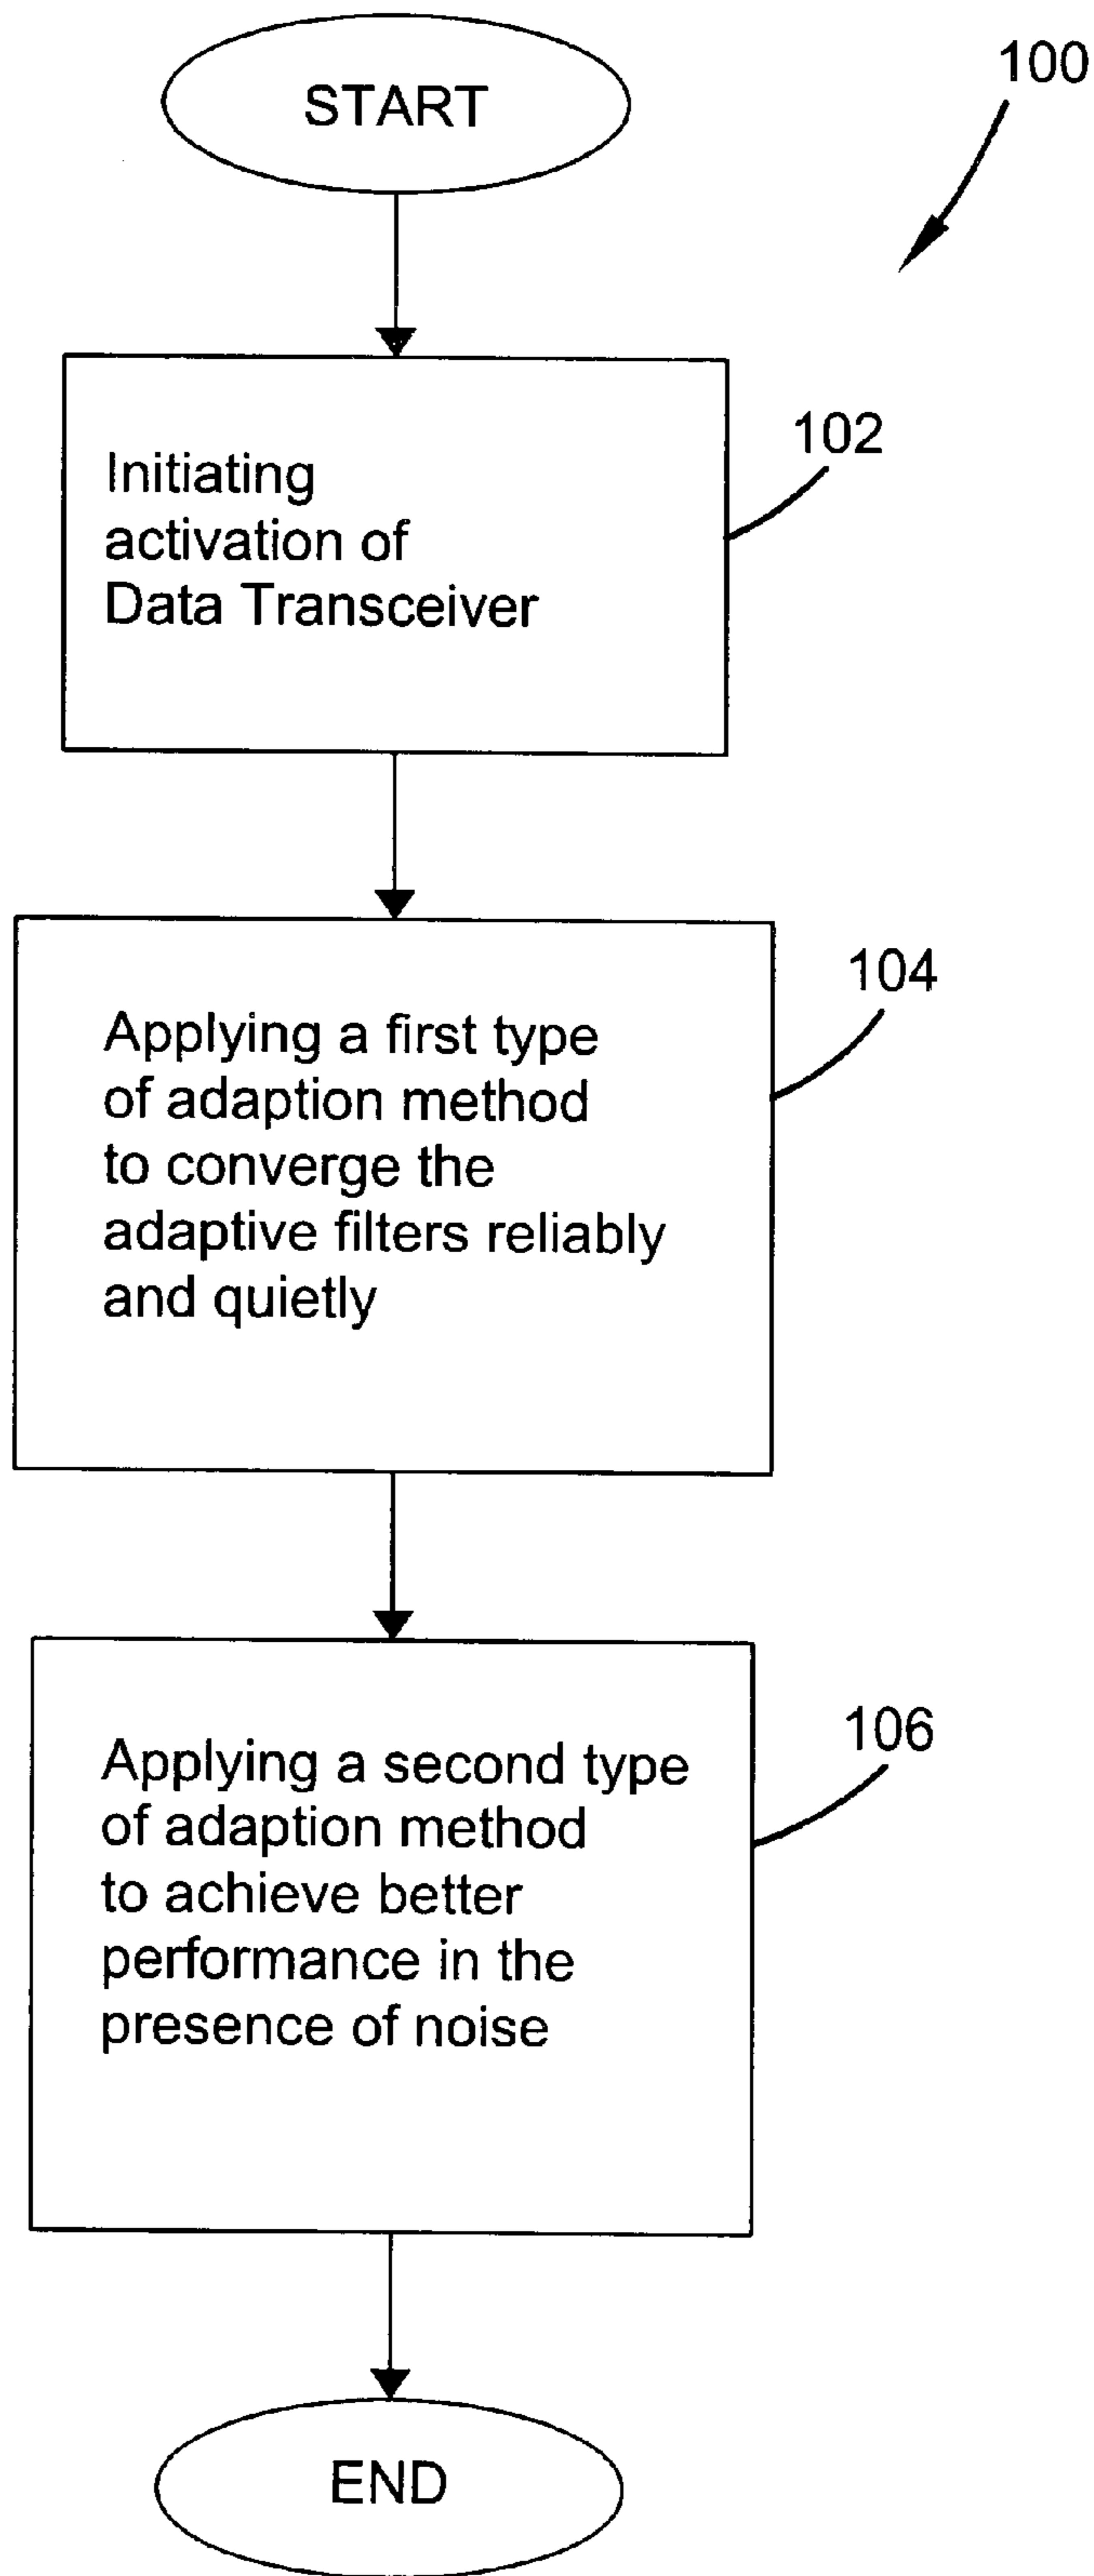 START
100
Initiating
activation of
Data Transceiver
102
Applying a first type
of adaption method
to converge the
adaptive filters reliably
and quietly
104
Applying a second type
of adaption method
to achieve better
performance in the
presence of noise
106
END